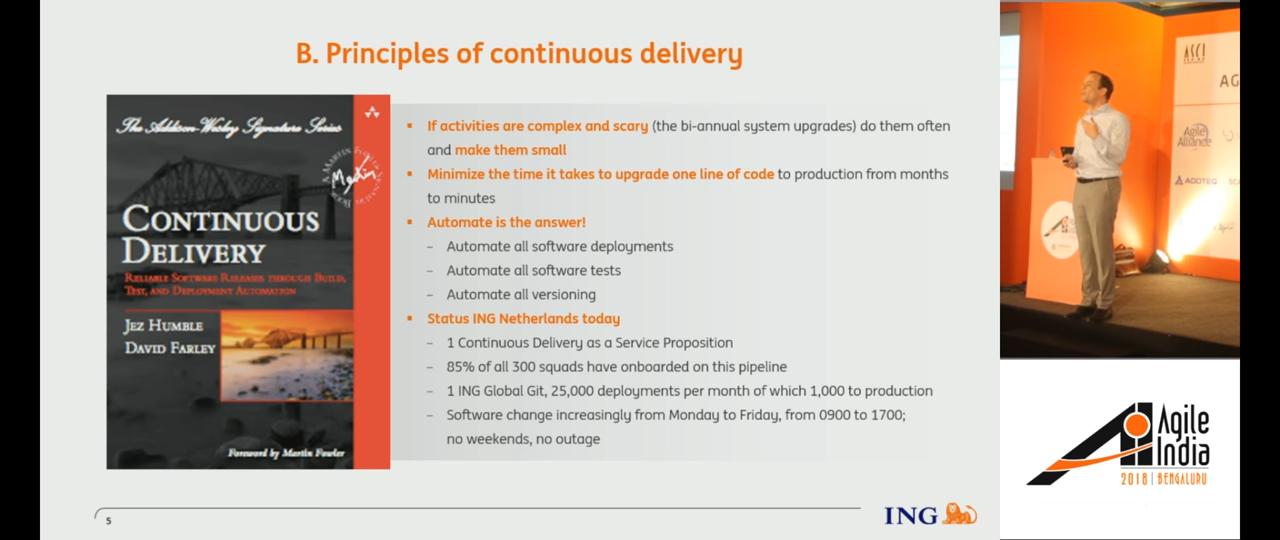 B. Principles of continuous delivery
The Addison-Wesley Signature Series
CONTINUOUS
DELIVERY
RELIABLE SOFTWARE RELEASES THROUGH BUILD,
TEST, AND DEPLOYMENT AUTOMATION
JEZ HUMBLE
DAVID FARLEY
Foreword by Martin Fowler
▪ If activities are complex and scary (the bi-annual system upgrades) do them often
and make them small
▪ Minimize the time it takes to upgrade one line of code to production from months
to minutes
▪ Automate is the answer!
– Automate all software deployments
– Automate all software tests
– Automate all versioning
▪ Status ING Netherlands today
– 1 Continuous Delivery as a Service Proposition
– 85% of all 300 squads have onboarded on this pipeline
– 1 ING Global Git, 25,000 deployments per month of which 1,000 to production
– Software change increasingly from Monday to Friday, from 0900 to 1700;
no weekends, no outage
5
ING
ASCI
AG
Agile
Alliance
ADDTEQ
Agile
India
2018 | BENGALURU